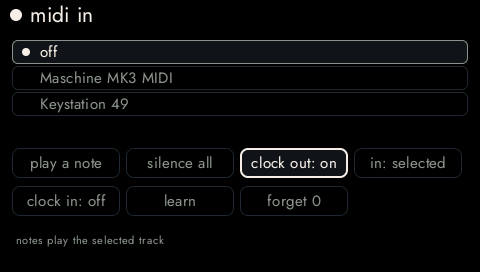 midi in
off
Maschine MK3 MIDI
Keystation 49
play a note silence all clock out: on in: selected
clock in: off learn forget 0
notes play the selected track